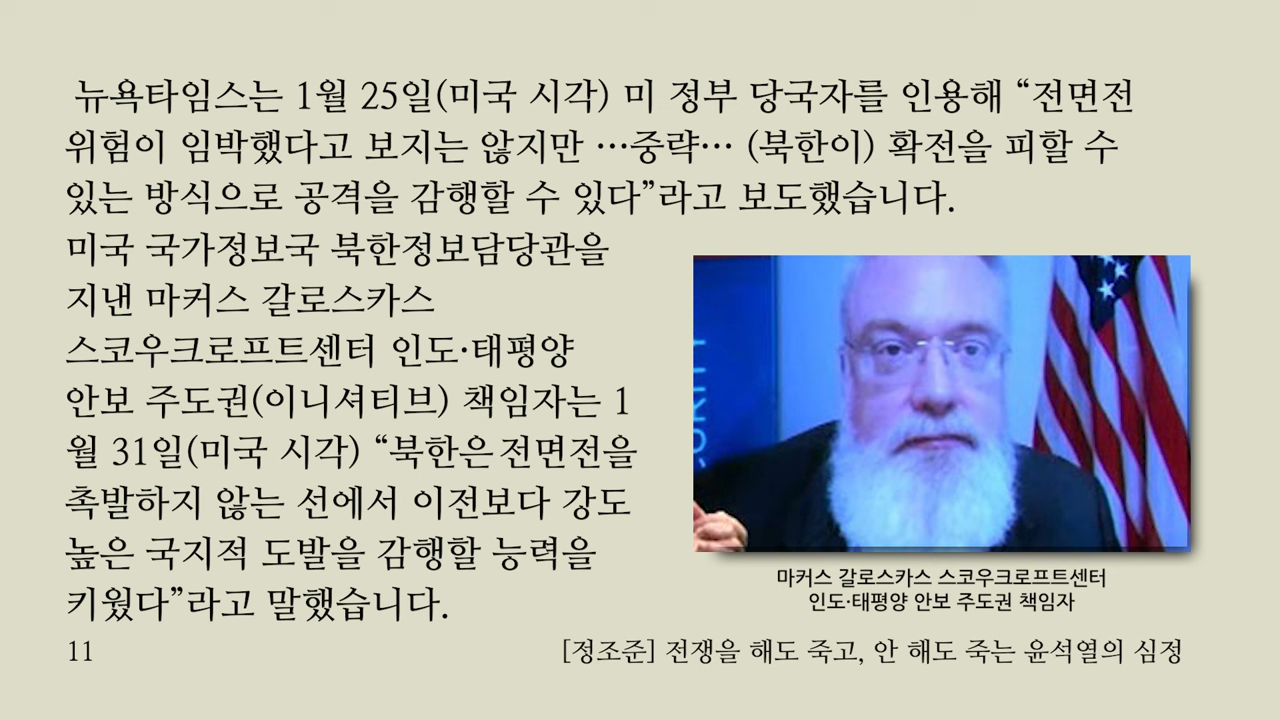 뉴욕타임스는 1월 25일(미국 시각) 미 정부 당국자를 인용해 “전면전
위험이 임박했다고 보지는 않지만 …중략… (북한이) 확전을 피할 수
있는 방식으로 공격을 감행할 수 있다”라고 보도했습니다.
미국 국가정보국 북한정보담당관을
지낸 마커스 갈로스카스
스코우크로프트센터 인도·태평양
안보 주도권(이니셔티브) 책임자는 1
월 31일(미국 시각) “북한은 전면전을
촉발하지 않는 선에서 이전보다 강도
높은 국지적 도발을 감행할 능력을
키웠다”라고 말했습니다.
마커스 갈로스카스 스코우크로프트센터
인도·태평양 안보 주도권 책임자
11
[정조준] 전쟁을 해도 죽고, 안 해도 죽는 윤석열의 심정